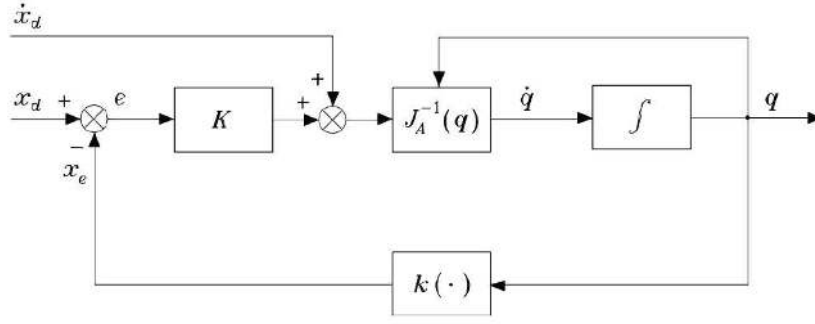 ẋ_d
x_d + e K + + J_A^{-1}(q) q̇ ∫ q
−
x_e
k(·)